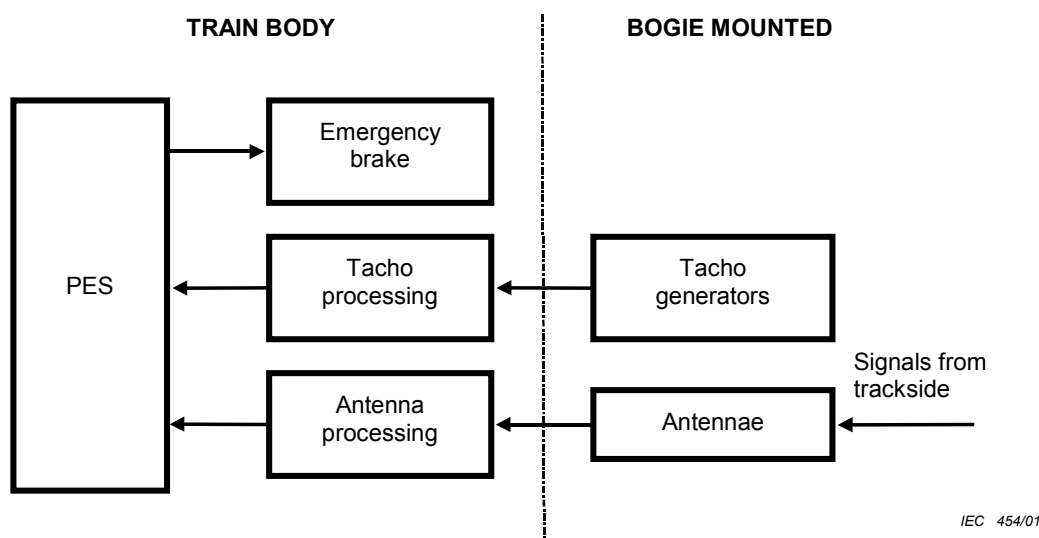 TRAIN BODY
BOGIE MOUNTED
Emergency
brake
PES
Tacho
processing
Tacho
generators
Signals from
trackside
Antenna
processing
Antennae
IEC 454/01